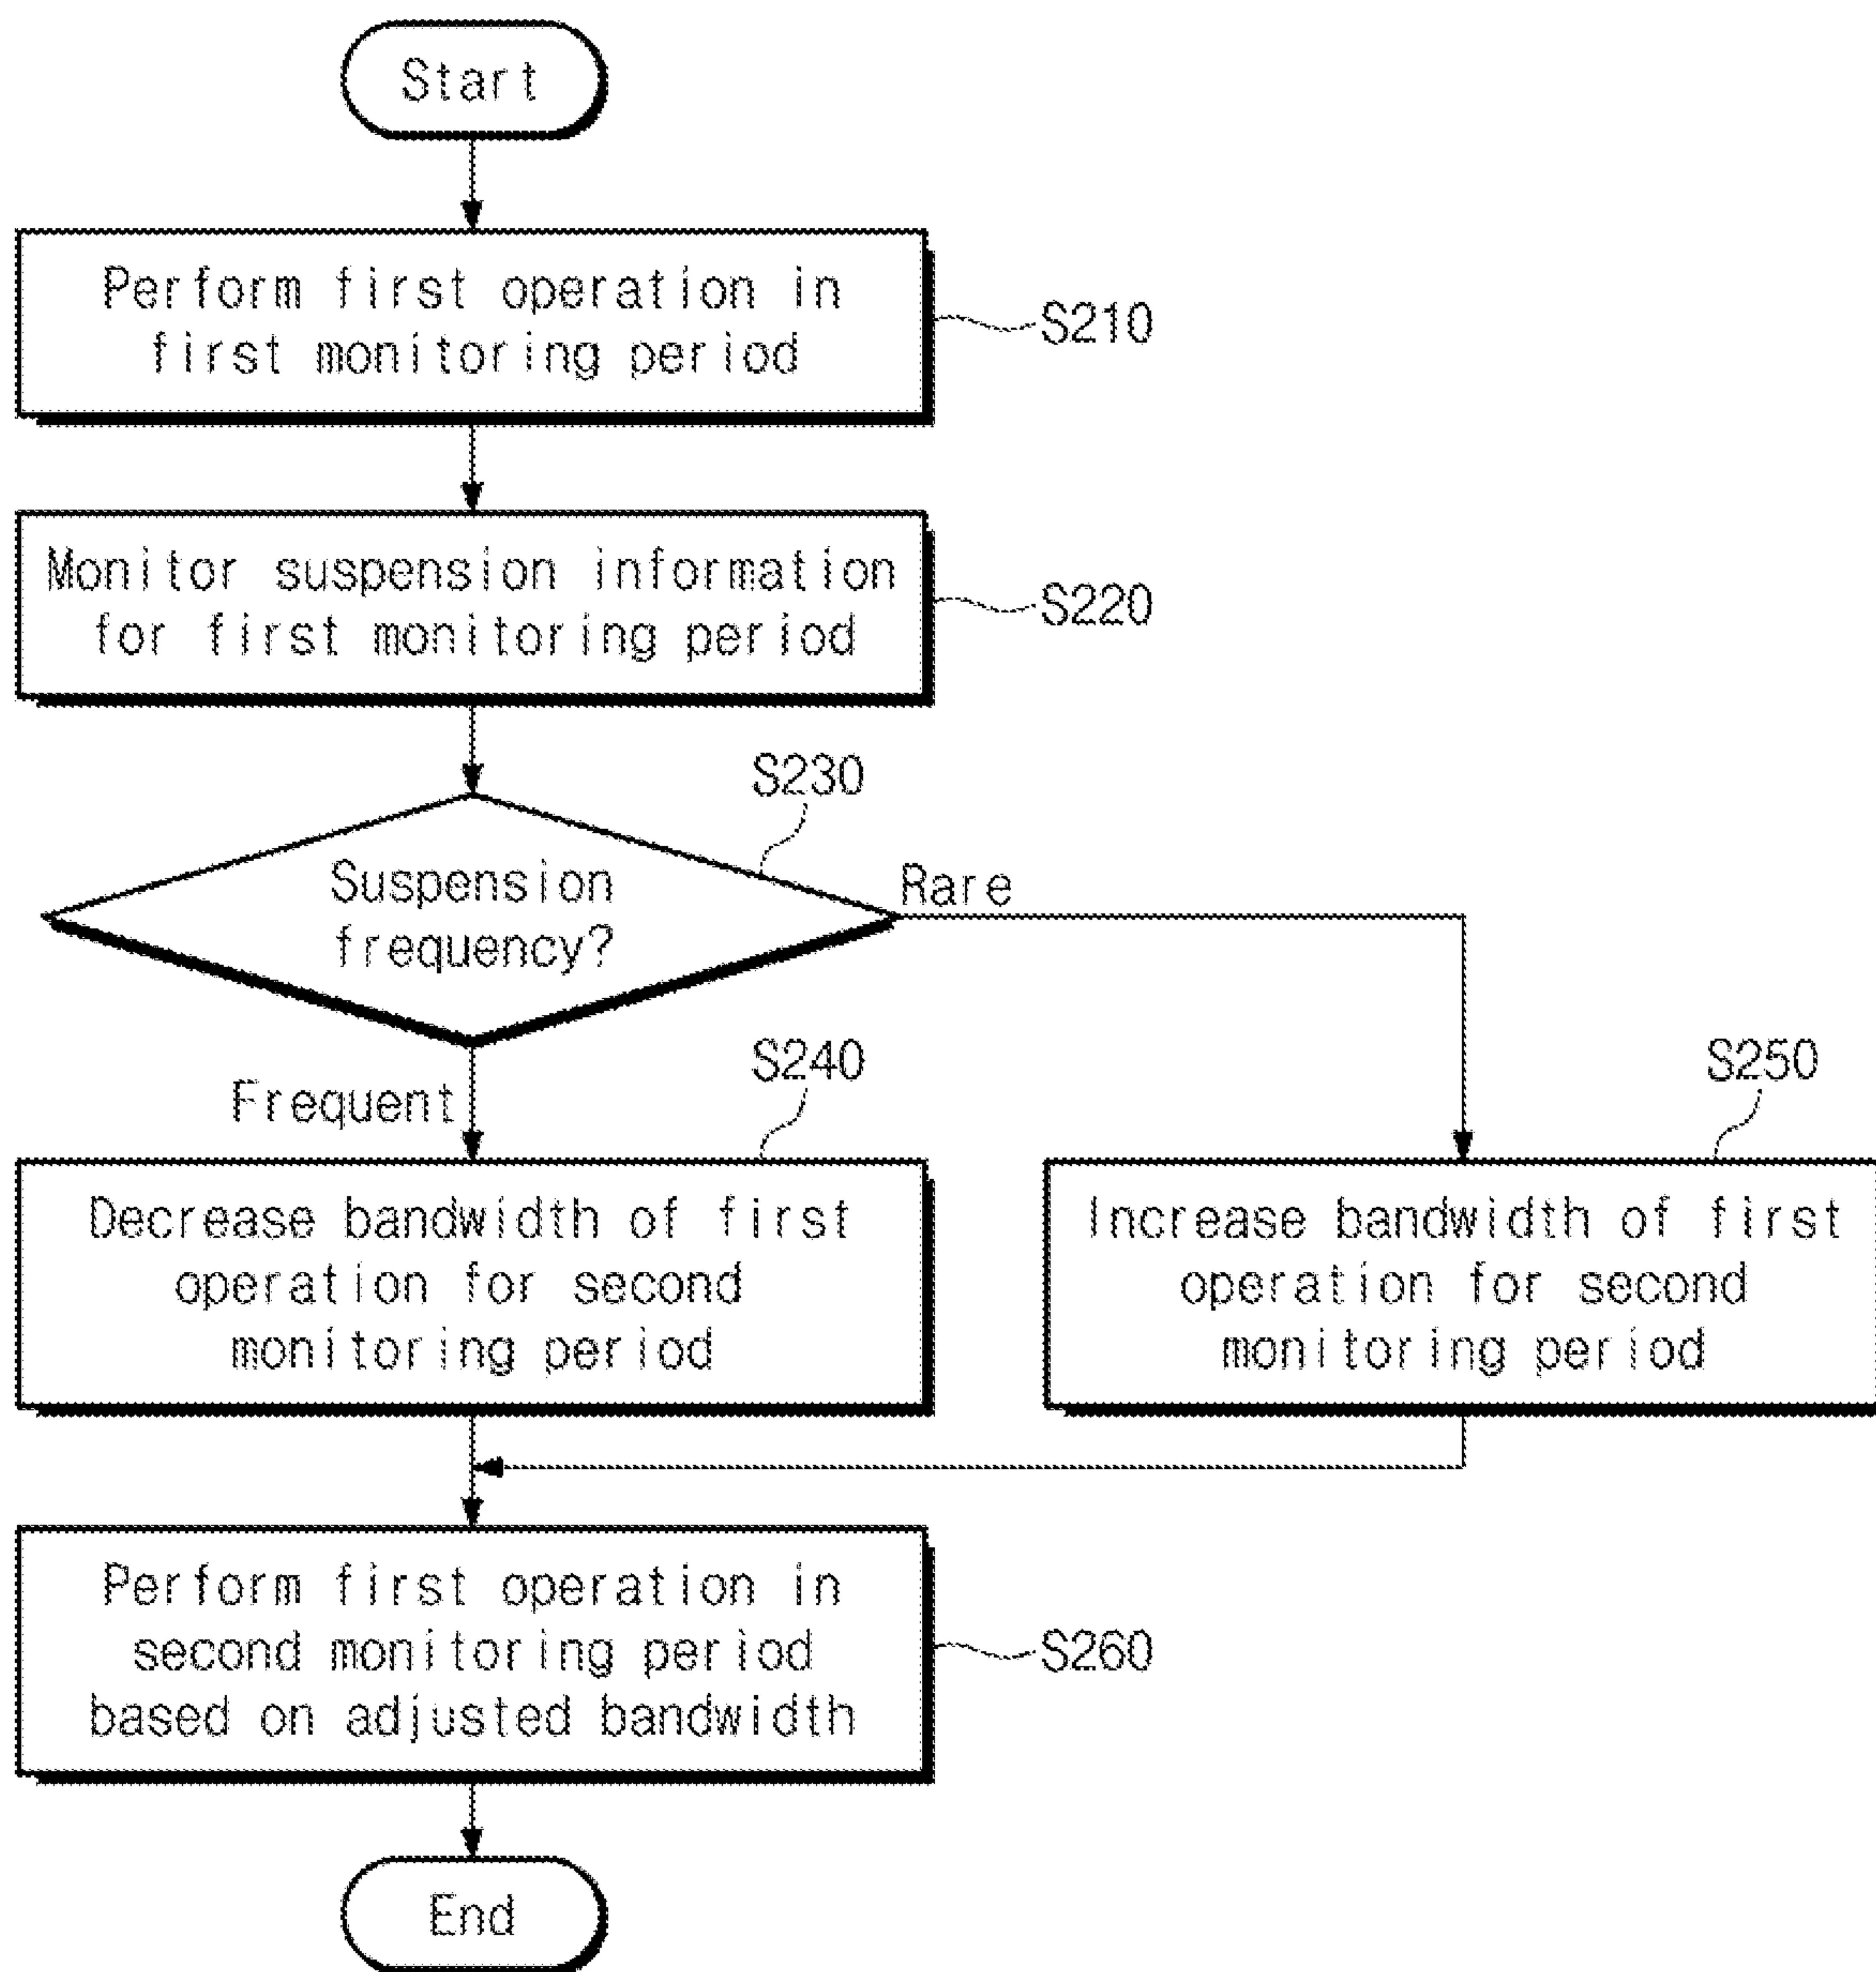 Start
Perform first operation in
first monitoring period
S210
Monitor suspension information
for first monitoring period
S220
S230
Suspension
frequency?
Rare
Frequent
S240
S250
Decrease bandwidth of first
operation for second
monitoring period
Increase bandwidth of first
operation for second
monitoring period
Perform first operation in
second monitoring period
based on adjusted bandwidth
S260
End